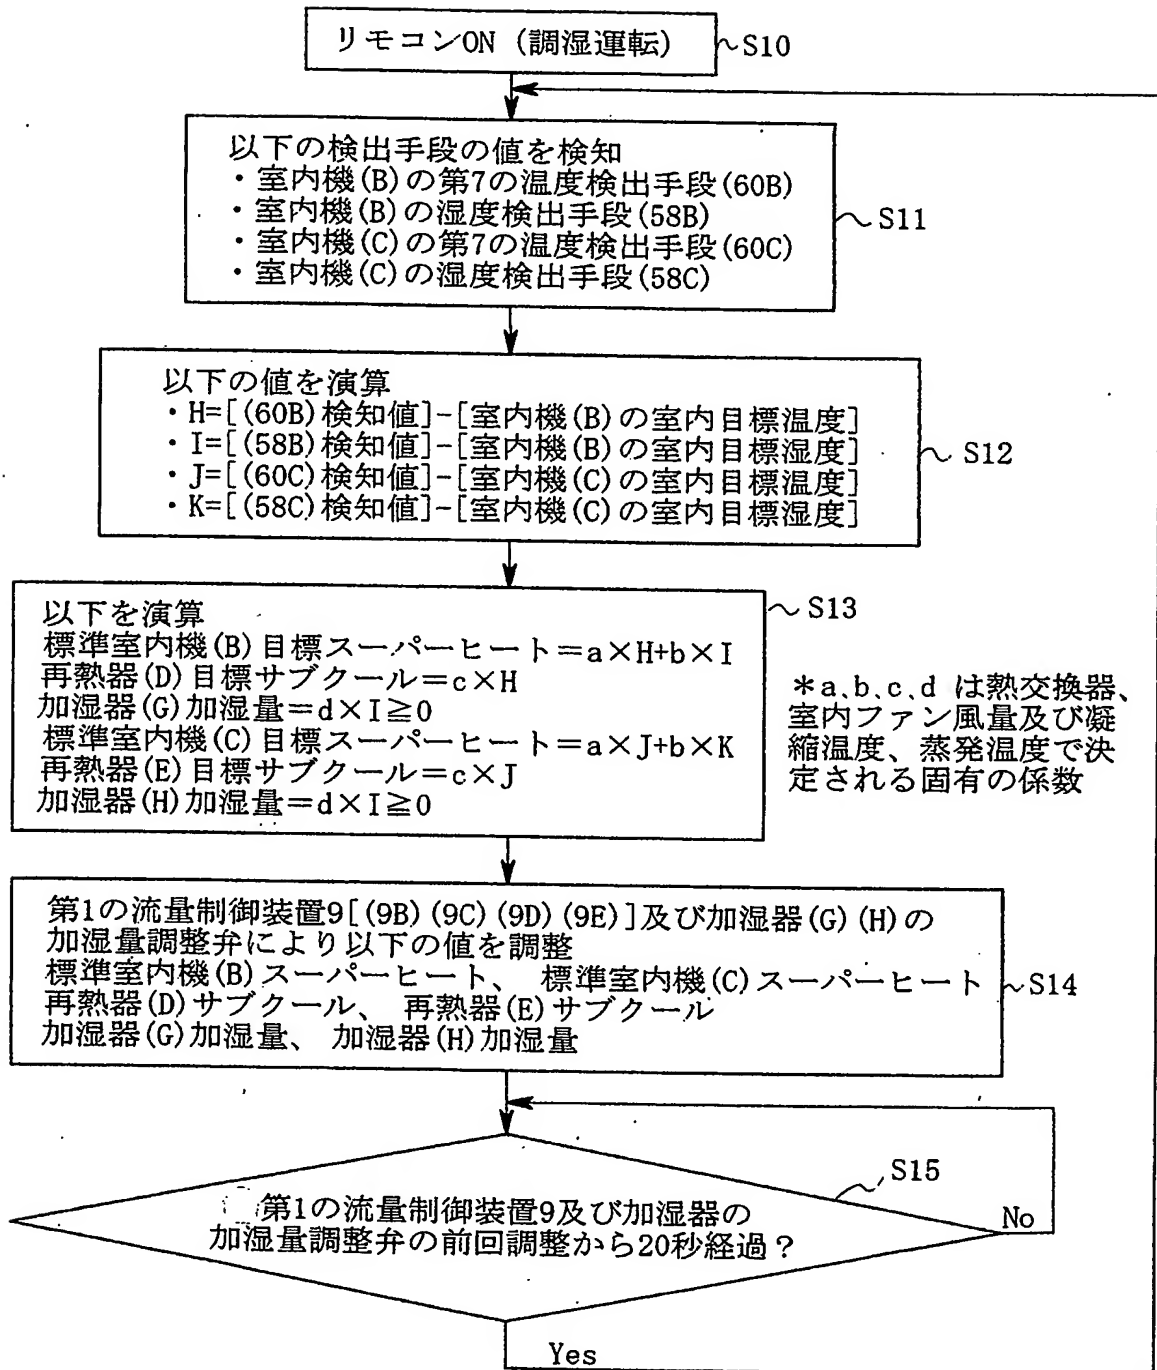 リモコンON（調湿運転）
S10
以下の検出手段の値を検知
・室内機(B)の第7の温度検出手段(60B)
・室内機(B)の湿度検出手段(58B)
・室内機(C)の第7の温度検出手段(60C)
・室内機(C)の湿度検出手段(58C)
S11
以下の値を演算
・H=[(60B)検知値]-[室内機(B)の室内目標温度]
・I=[(58B)検知値]-[室内機(B)の室内目標湿度]
・J=[(60C)検知値]-[室内機(C)の室内目標温度]
・K=[(58C)検知値]-[室内機(C)の室内目標湿度]
S12
以下を演算
標準室内機(B)目標スーパーヒート＝a×H+b×I
再熱器(D)目標サブクール＝c×H
加湿器(G)加湿量＝d×I≧0
標準室内機(C)目標スーパーヒート＝a×J+b×K
再熱器(E)目標サブクール＝c×J
加湿器(H)加湿量＝d×I≧0
S13
＊a、b、c、d は熱交換器、
室内ファン風量及び凝
縮温度、蒸発温度で決
定される固有の係数
第1の流量制御装置9[(9B)(9C)(9D)(9E)]及び加湿器(G)(H)の
加湿量調整弁により以下の値を調整
標準室内機(B)スーパーヒート、 標準室内機(C)スーパーヒート
再熱器(D)サブクール、 再熱器(E)サブクール
加湿器(G)加湿量、 加湿器(H)加湿量
S14
S15
第1の流量制御装置9及び加湿器の
加湿量調整弁の前回調整から20秒経過？
No
Yes